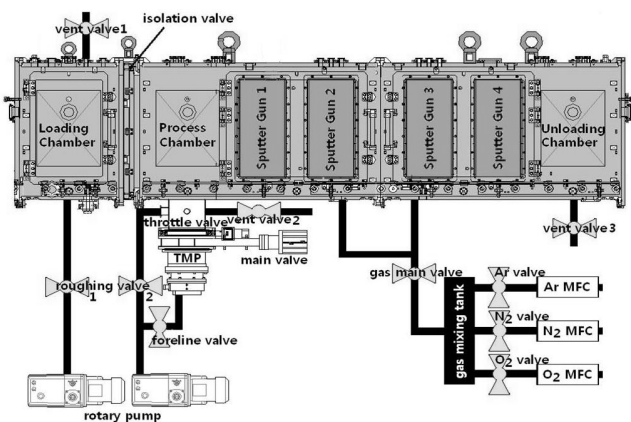 isolation valve
vent valve1
Loading
Chamber
Process
Chamber
Sputter Gun 1
Sputter Gun 2
Sputter Gun 3
Sputter Gun 4
Unloading
Chamber
throttle valve
vent valve2
TMP
main valve
vent valve 3
roughing valve
1
2
gas main valve
foreline valve
gas mixing tank
Ar valve
Ar MFC
N₂ valve
N₂ MFC
O₂ valve
O₂ MFC
rotary pump